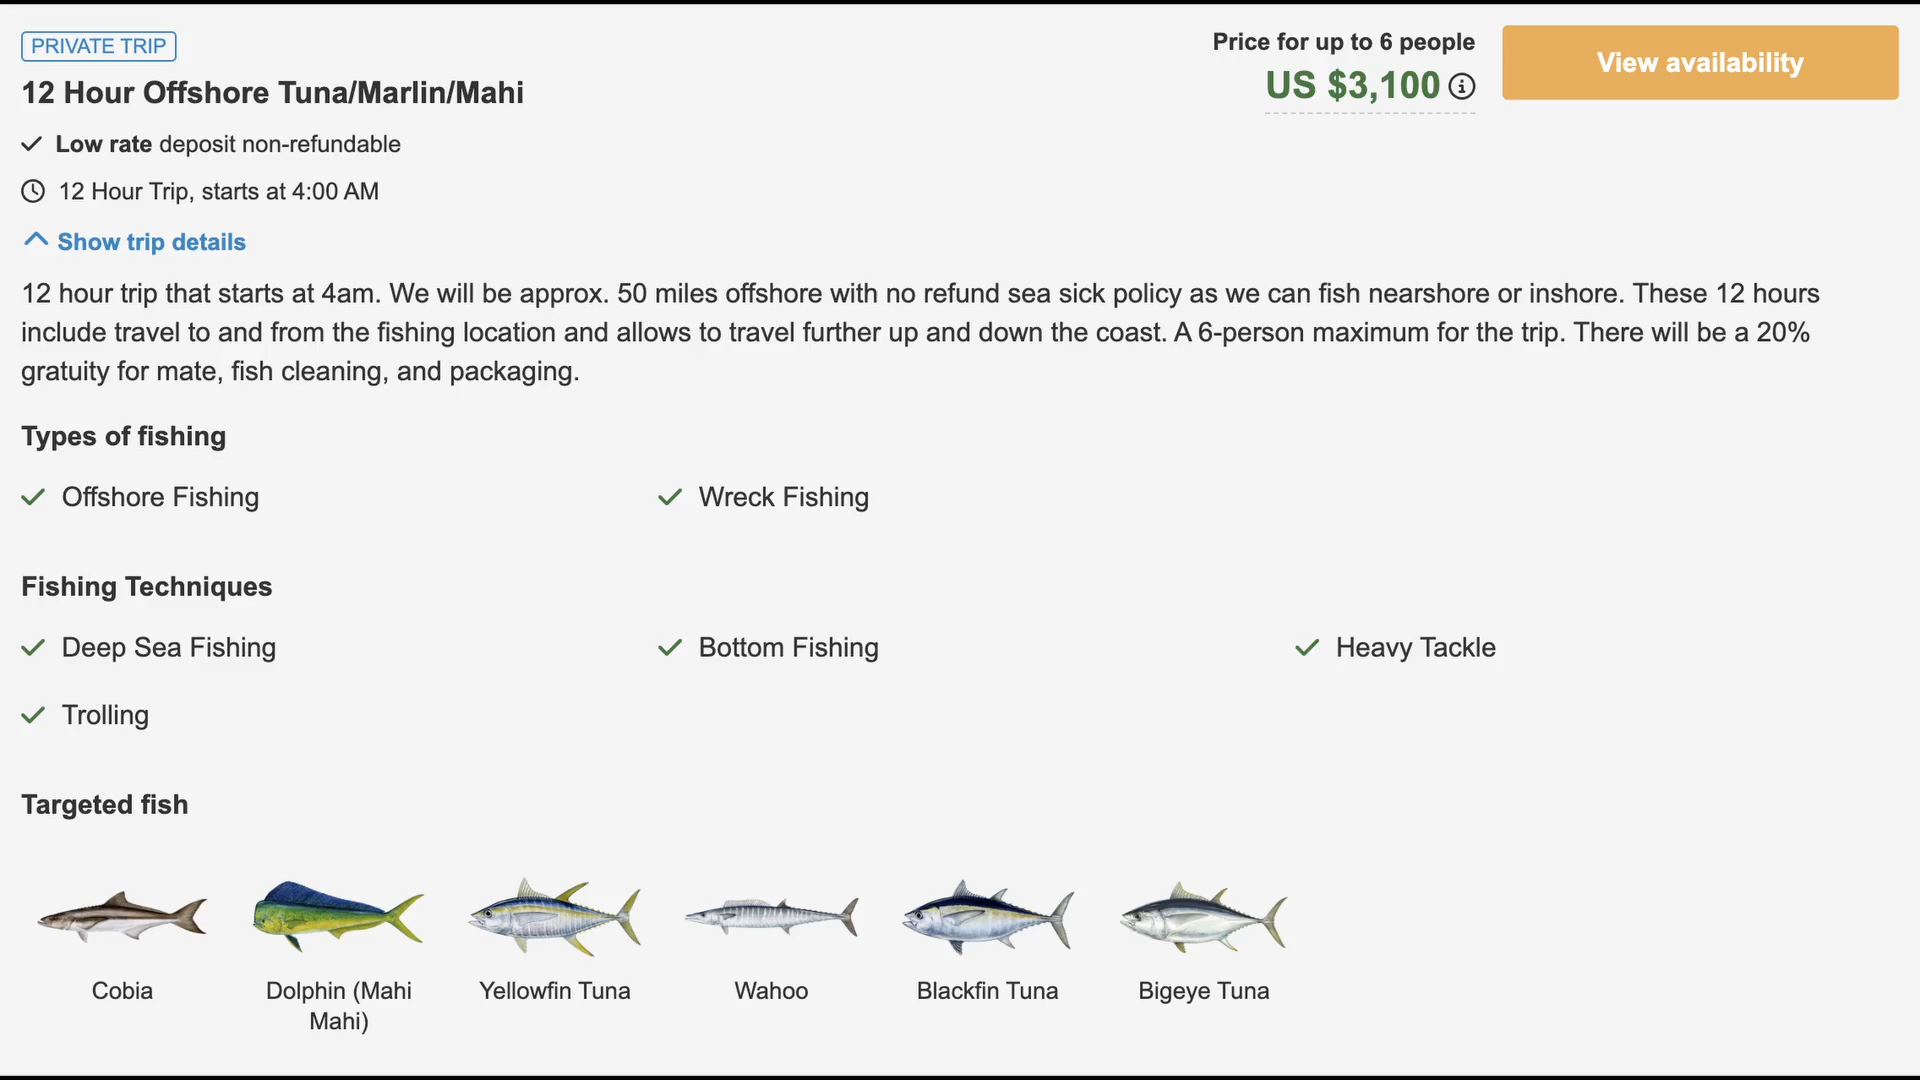 PRIVATE TRIP
12 Hour Offshore Tuna/Marlin/Mahi
Price for up to 6 people
US $3,100
View availability
Low rate deposit non-refundable
12 Hour Trip, starts at 4:00 AM
Show trip details
12 hour trip that starts at 4am. We will be approx. 50 miles offshore with no refund sea sick policy as we can fish nearshore or inshore. These 12 hours
include travel to and from the fishing location and allows to travel further up and down the coast. A 6-person maximum for the trip. There will be a 20%
gratuity for mate, fish cleaning, and packaging.
Types of fishing
Offshore Fishing
Wreck Fishing
Fishing Techniques
Deep Sea Fishing
Bottom Fishing
Heavy Tackle
Trolling
Targeted fish
Cobia
Dolphin (Mahi
Mahi)
Yellowfin Tuna
Wahoo
Blackfin Tuna
Bigeye Tuna